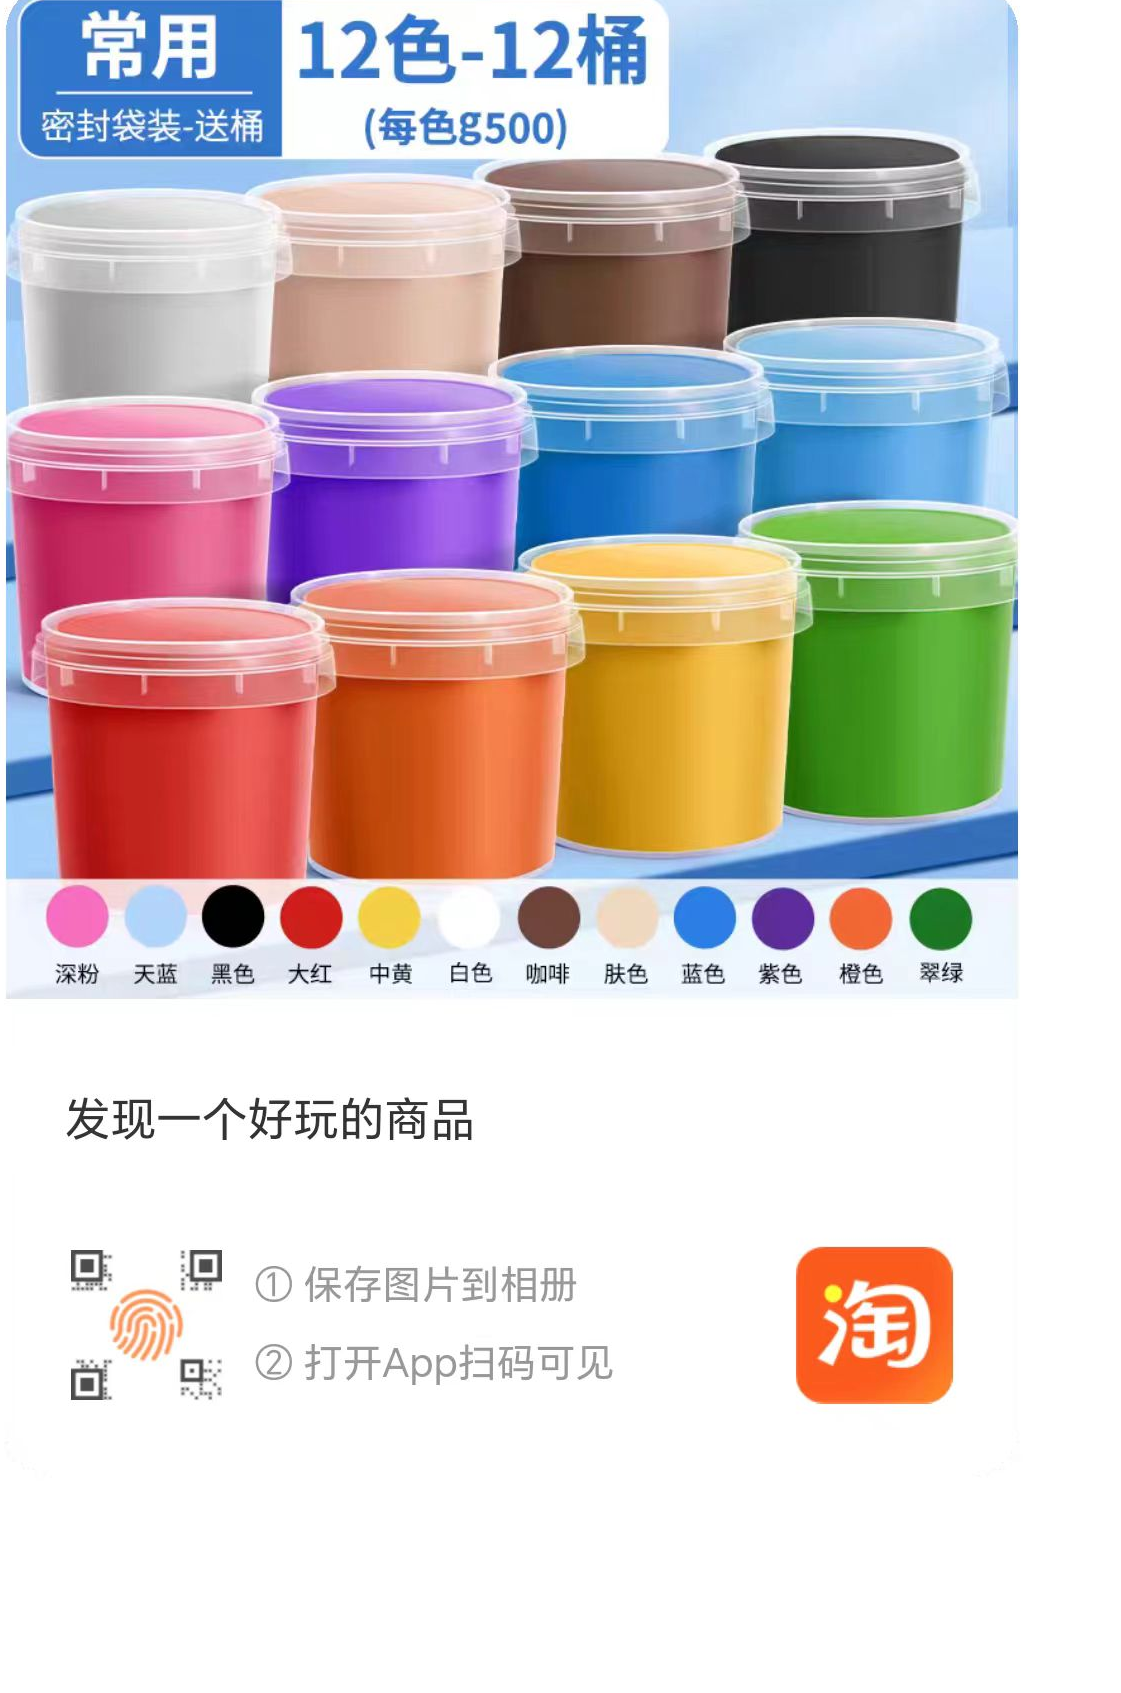 常用
密封袋装-送桶
12色-12桶
(每色g500)
深粉 天蓝 黑色 大红 中黄 白色 咖啡 肤色 蓝色 紫色 橙色 翠绿
发现一个好玩的商品
① 保存图片到相册
② 打开App扫码可见
淘